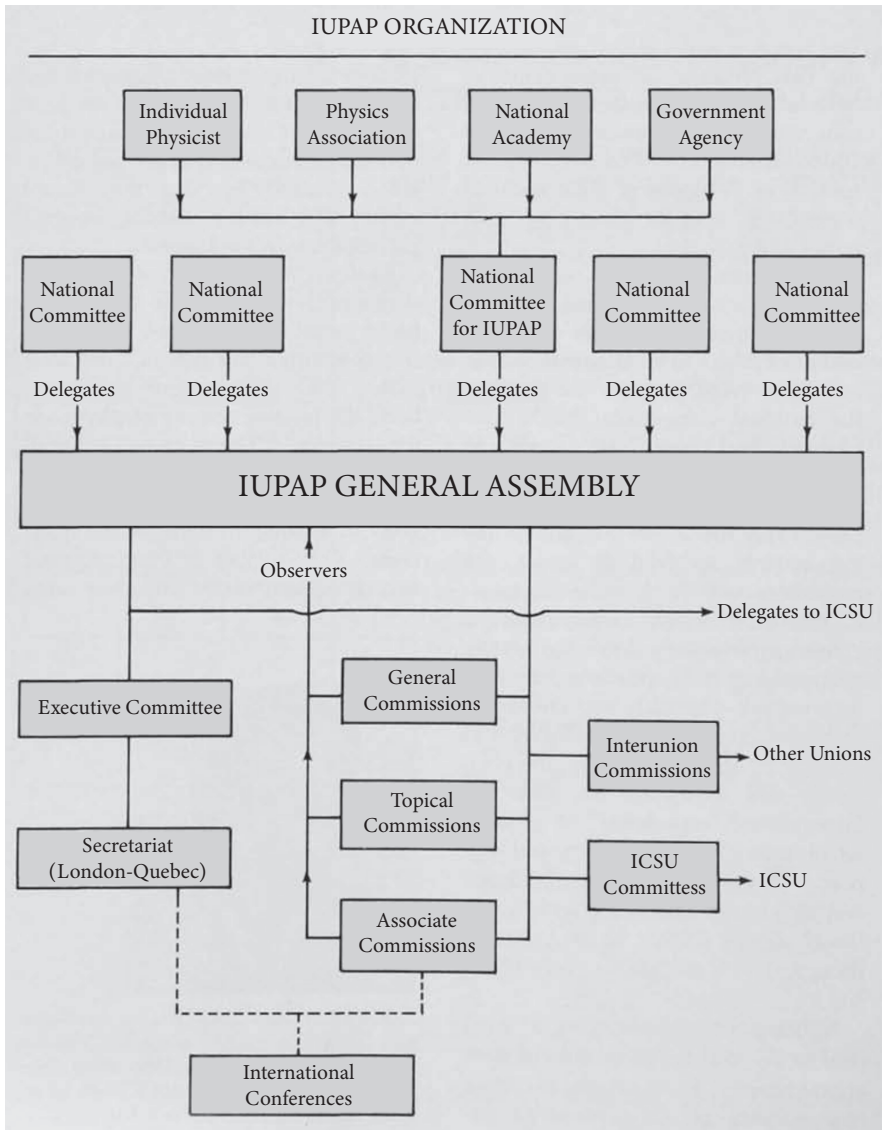 IUPAP ORGANIZATION
Individual
Physicist
Physics
Association
National
Academy
Government
Agency
National
Committee
National
Committee
National
Committee
for IUPAP
National
Committee
National
Committee
Delegates
Delegates
Delegates
Delegates
Delegates
IUPAP GENERAL ASSEMBLY
Observers
Delegates to ICSU
General
Commissions
Executive Committee
Interunion
Commissions
Other Unions
Topical
Commissions
Secretariat
(London-Quebec)
ICSU
Committess
ICSU
Associate
Commissions
International
Conferences